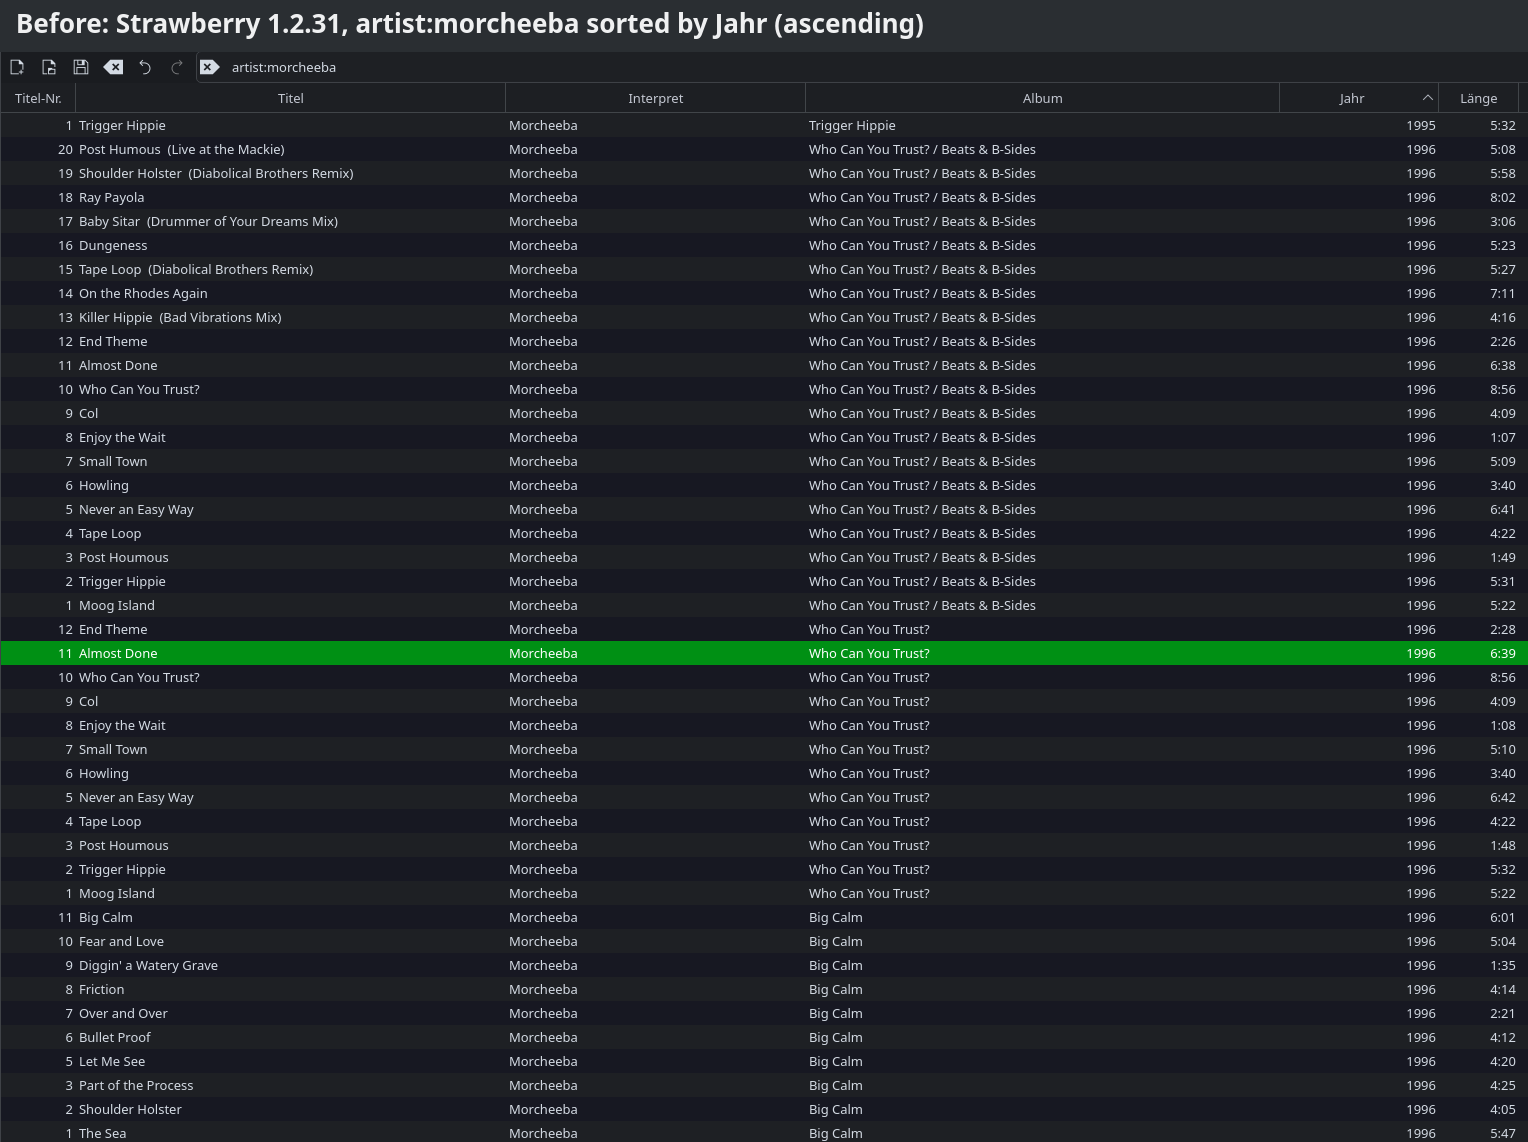 Before: Strawberry 1.2.31, artist:morcheeba sorted by Jahr (ascending)
artist:morcheeba
Titel-Nr. Titel Interpret Album Jahr Länge
1 Trigger Hippie Morcheeba Trigger Hippie 1995 5:32
20 Post Humous  (Live at the Mackie) Morcheeba Who Can You Trust? / Beats & B-Sides 1996 5:08
19 Shoulder Holster  (Diabolical Brothers Remix) Morcheeba Who Can You Trust? / Beats & B-Sides 1996 5:58
18 Ray Payola Morcheeba Who Can You Trust? / Beats & B-Sides 1996 8:02
17 Baby Sitar  (Drummer of Your Dreams Mix) Morcheeba Who Can You Trust? / Beats & B-Sides 1996 3:06
16 Dungeness Morcheeba Who Can You Trust? / Beats & B-Sides 1996 5:23
15 Tape Loop  (Diabolical Brothers Remix) Morcheeba Who Can You Trust? / Beats & B-Sides 1996 5:27
14 On the Rhodes Again Morcheeba Who Can You Trust? / Beats & B-Sides 1996 7:11
13 Killer Hippie  (Bad Vibrations Mix) Morcheeba Who Can You Trust? / Beats & B-Sides 1996 4:16
12 End Theme Morcheeba Who Can You Trust? / Beats & B-Sides 1996 2:26
11 Almost Done Morcheeba Who Can You Trust? / Beats & B-Sides 1996 6:38
10 Who Can You Trust? Morcheeba Who Can You Trust? / Beats & B-Sides 1996 8:56
9 Col Morcheeba Who Can You Trust? / Beats & B-Sides 1996 4:09
8 Enjoy the Wait Morcheeba Who Can You Trust? / Beats & B-Sides 1996 1:07
7 Small Town Morcheeba Who Can You Trust? / Beats & B-Sides 1996 5:09
6 Howling Morcheeba Who Can You Trust? / Beats & B-Sides 1996 3:40
5 Never an Easy Way Morcheeba Who Can You Trust? / Beats & B-Sides 1996 6:41
4 Tape Loop Morcheeba Who Can You Trust? / Beats & B-Sides 1996 4:22
3 Post Houmous Morcheeba Who Can You Trust? / Beats & B-Sides 1996 1:49
2 Trigger Hippie Morcheeba Who Can You Trust? / Beats & B-Sides 1996 5:31
1 Moog Island Morcheeba Who Can You Trust? / Beats & B-Sides 1996 5:22
12 End Theme Morcheeba Who Can You Trust? 1996 2:28
11 Almost Done Morcheeba Who Can You Trust? 1996 6:39
10 Who Can You Trust? Morcheeba Who Can You Trust? 1996 8:56
9 Col Morcheeba Who Can You Trust? 1996 4:09
8 Enjoy the Wait Morcheeba Who Can You Trust? 1996 1:08
7 Small Town Morcheeba Who Can You Trust? 1996 5:10
6 Howling Morcheeba Who Can You Trust? 1996 3:40
5 Never an Easy Way Morcheeba Who Can You Trust? 1996 6:42
4 Tape Loop Morcheeba Who Can You Trust? 1996 4:22
3 Post Houmous Morcheeba Who Can You Trust? 1996 1:48
2 Trigger Hippie Morcheeba Who Can You Trust? 1996 5:32
1 Moog Island Morcheeba Who Can You Trust? 1996 5:22
11 Big Calm Morcheeba Big Calm 1996 6:01
10 Fear and Love Morcheeba Big Calm 1996 5:04
9 Diggin' a Watery Grave Morcheeba Big Calm 1996 1:35
8 Friction Morcheeba Big Calm 1996 4:14
7 Over and Over Morcheeba Big Calm 1996 2:21
6 Bullet Proof Morcheeba Big Calm 1996 4:12
5 Let Me See Morcheeba Big Calm 1996 4:20
3 Part of the Process Morcheeba Big Calm 1996 4:25
2 Shoulder Holster Morcheeba Big Calm 1996 4:05
1 The Sea Morcheeba Big Calm 1996 5:47